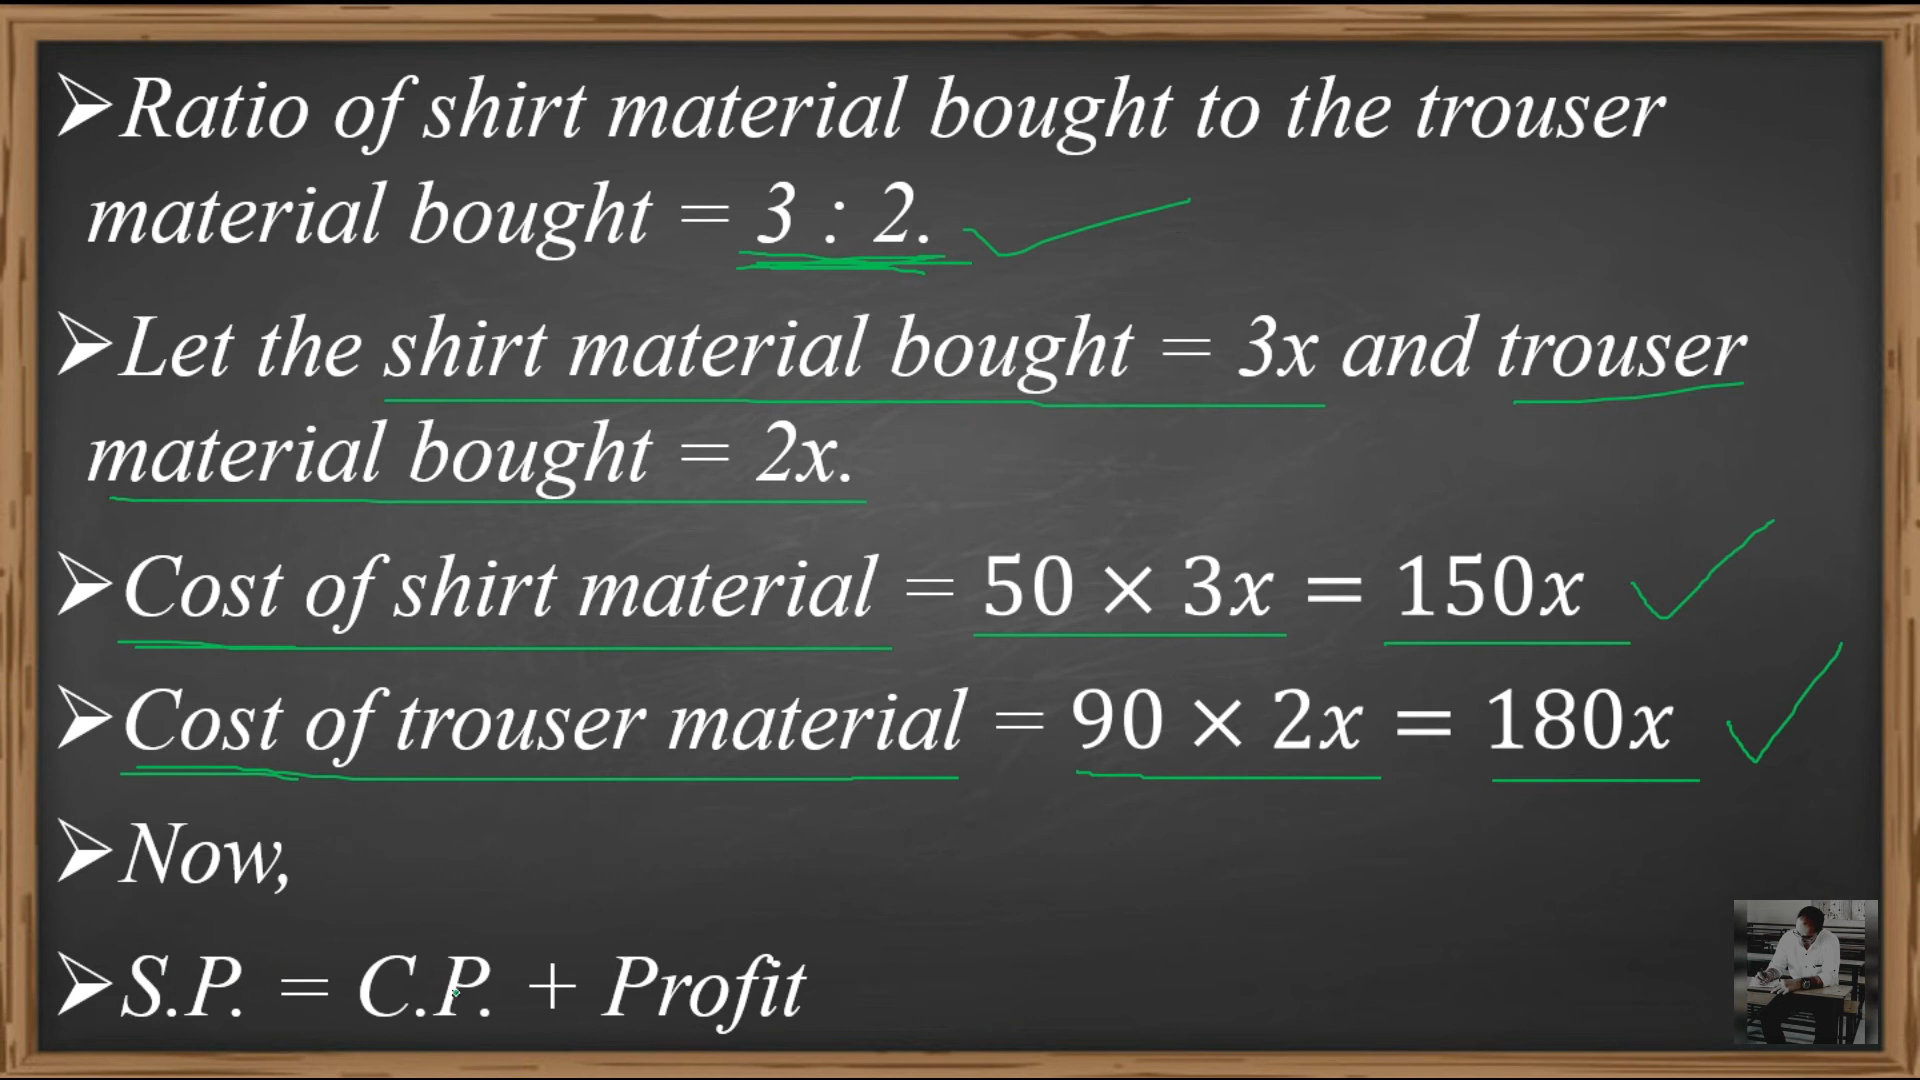 ➢Ratio of shirt material bought to the trouser
material bought = 3 : 2.
➢Let the shirt material bought = 3x and trouser
material bought = 2x.
➢Cost of shirt material = 50 × 3x = 150x
➢Cost of trouser material = 90 × 2x = 180x
➢Now,
➢S.P. = C.P. + Profit